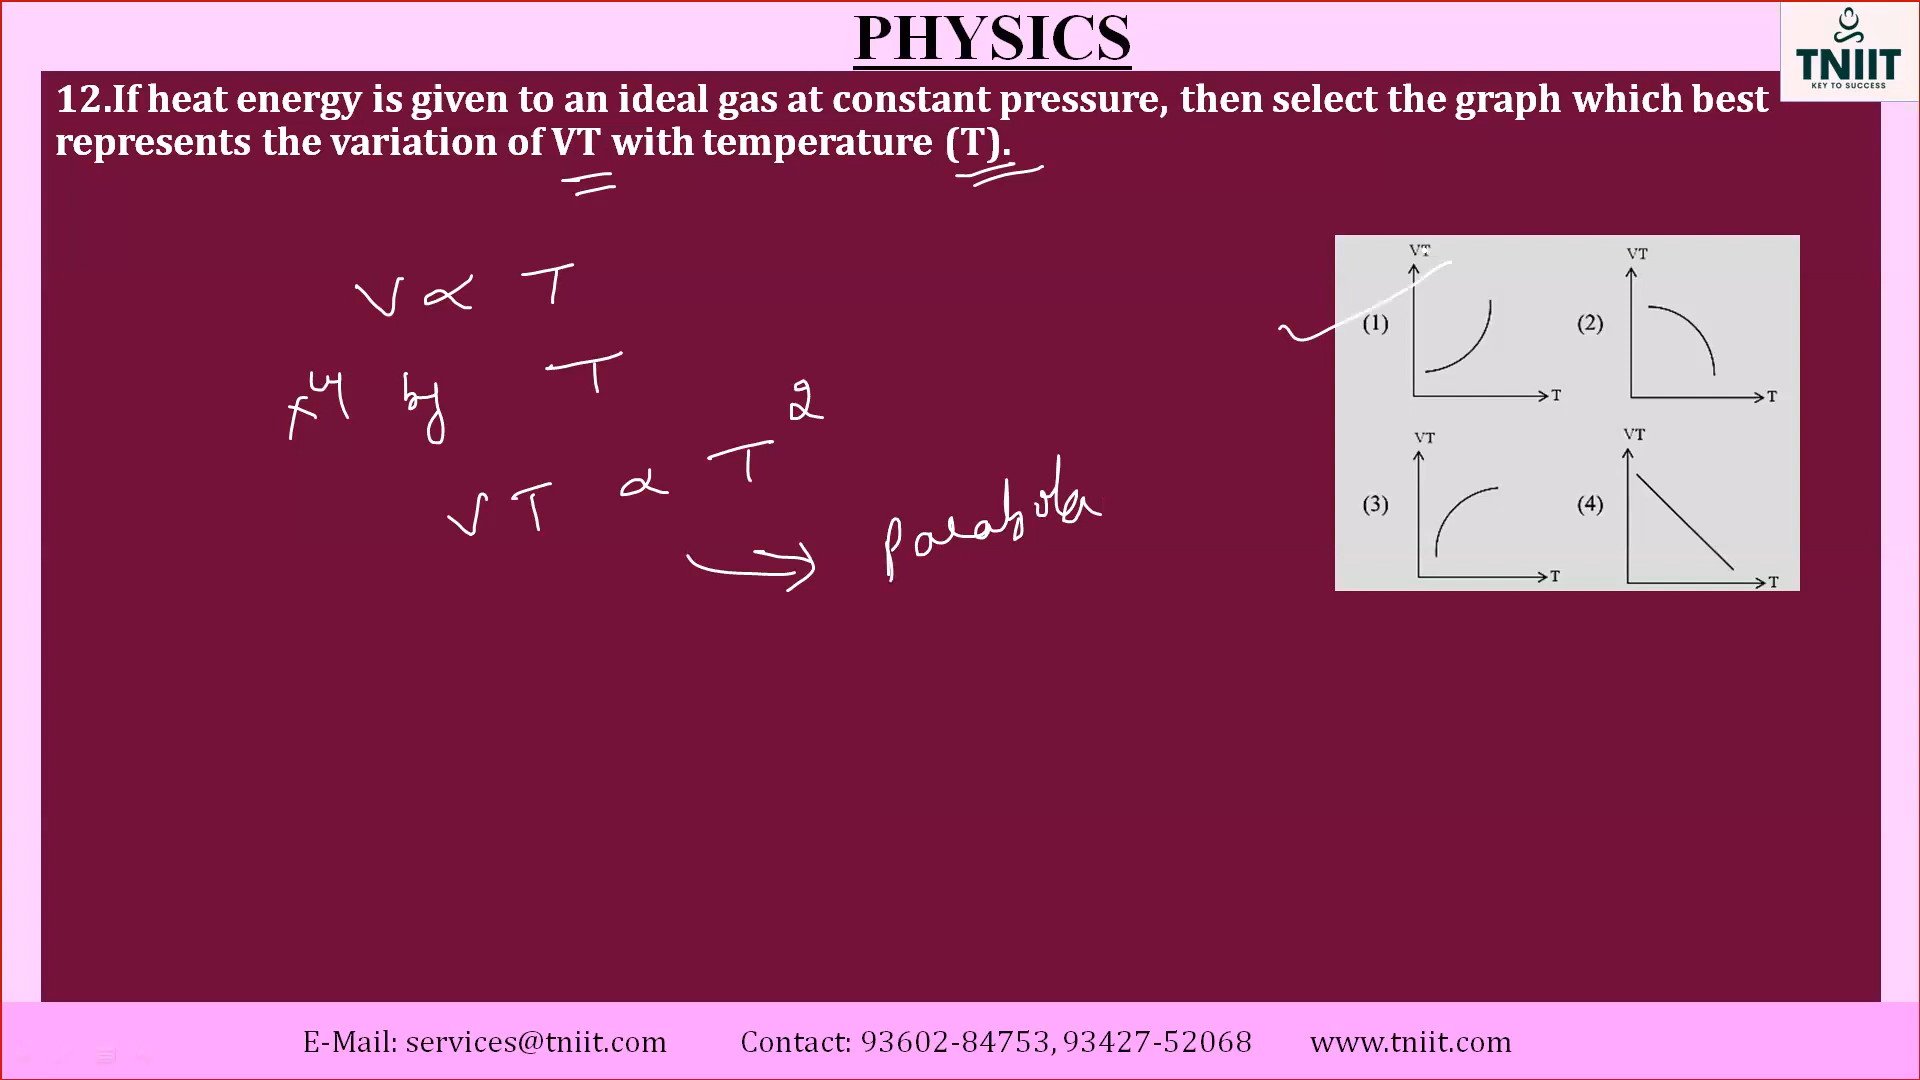 PHYSICS
TNIIT
KEY TO SUCCESS
12.If heat energy is given to an ideal gas at constant pressure, then select the graph which best
represents the variation of VT with temperature (T).
V ∝ T
x^ly by T
VT ∝ T²
→ Parabola
VT
(1)
T
VT
(2)
T
VT
(3)
T
VT
(4)
T
E-Mail: services@tniit.com Contact: 93602-84753, 93427-52068 www.tniit.com